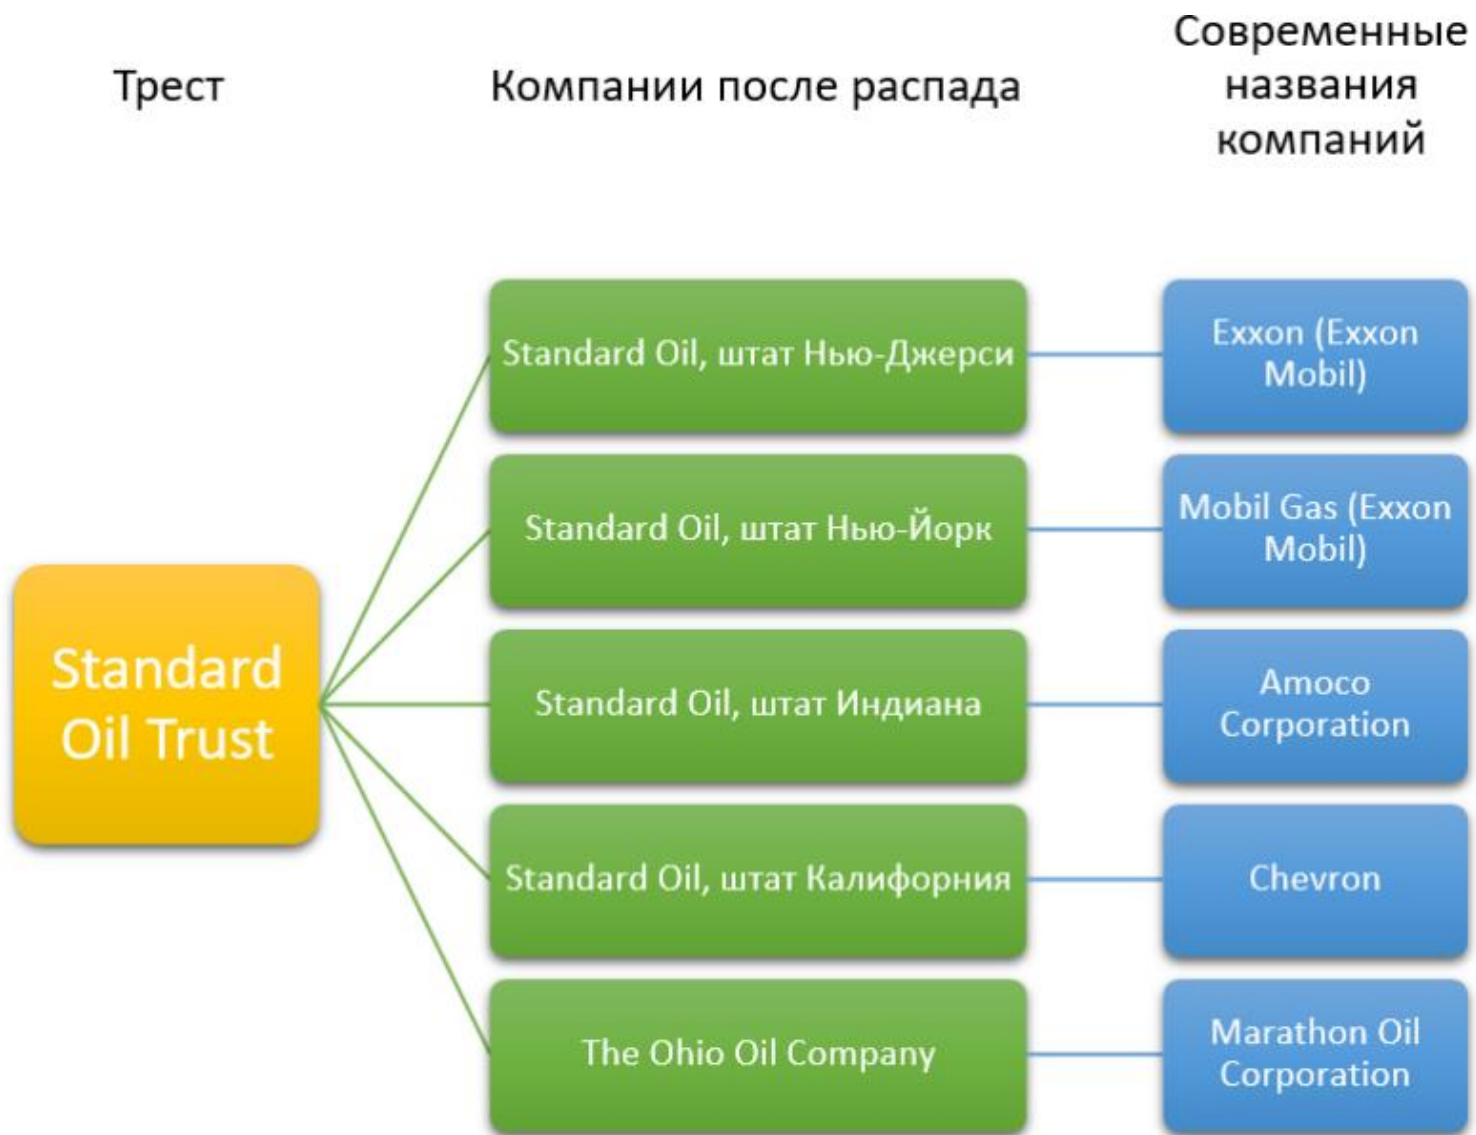 Трест
Компании после распада
Современные
названия
компаний
Standard
Oil Trust
Standard Oil, штат Нью-Джерси
Exxon (Exxon
Mobil)
Standard Oil, штат Нью-Йорк
Mobil Gas (Exxon
Mobil)
Standard Oil, штат Индиана
Amoco
Corporation
Standard Oil, штат Калифорния
Chevron
The Ohio Oil Company
Marathon Oil
Corporation